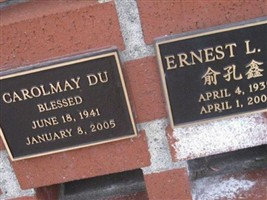 CAROLMAY DU
BLESSED
JUNE 18, 1941
JANUARY 8, 2005
ERNEST L.
俞孔鑫
APRIL 4, 193
APRIL 1, 200